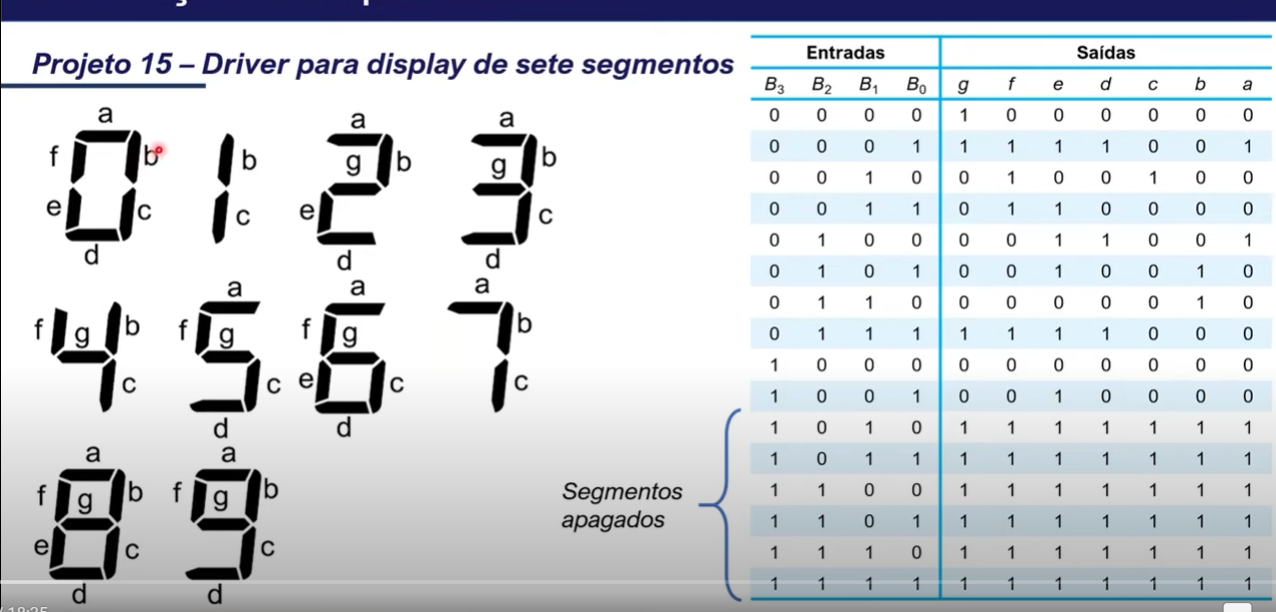 Projeto 15 – Driver para display de sete segmentos
a
f b
e c
d
b
c
a
g b
e
d
a
g b
c
d
f g b
c
a
f g
c
d
a
f g
e c
d
a
b
c
a
f g b
e c
d
a
f g b
c
d
Segmentos
apagados
Entradas Saídas
B3 B2 B1 B0 g f e d c b a
0 0 0 0 1 0 0 0 0 0 0
0 0 0 1 1 1 1 1 0 0 1
0 0 1 0 0 1 0 0 1 0 0
0 0 1 1 0 1 1 0 0 0 0
0 1 0 0 0 0 1 1 0 0 1
0 1 0 1 0 0 1 0 0 1 0
0 1 1 0 0 0 0 0 0 1 0
0 1 1 1 1 1 1 1 0 0 0
1 0 0 0 0 0 0 0 0 0 0
1 0 0 1 0 0 1 0 0 0 0
1 0 1 0 1 1 1 1 1 1 1
1 0 1 1 1 1 1 1 1 1 1
1 1 0 0 1 1 1 1 1 1 1
1 1 0 1 1 1 1 1 1 1 1
1 1 1 0 1 1 1 1 1 1 1
1 1 1 1 1 1 1 1 1 1 1